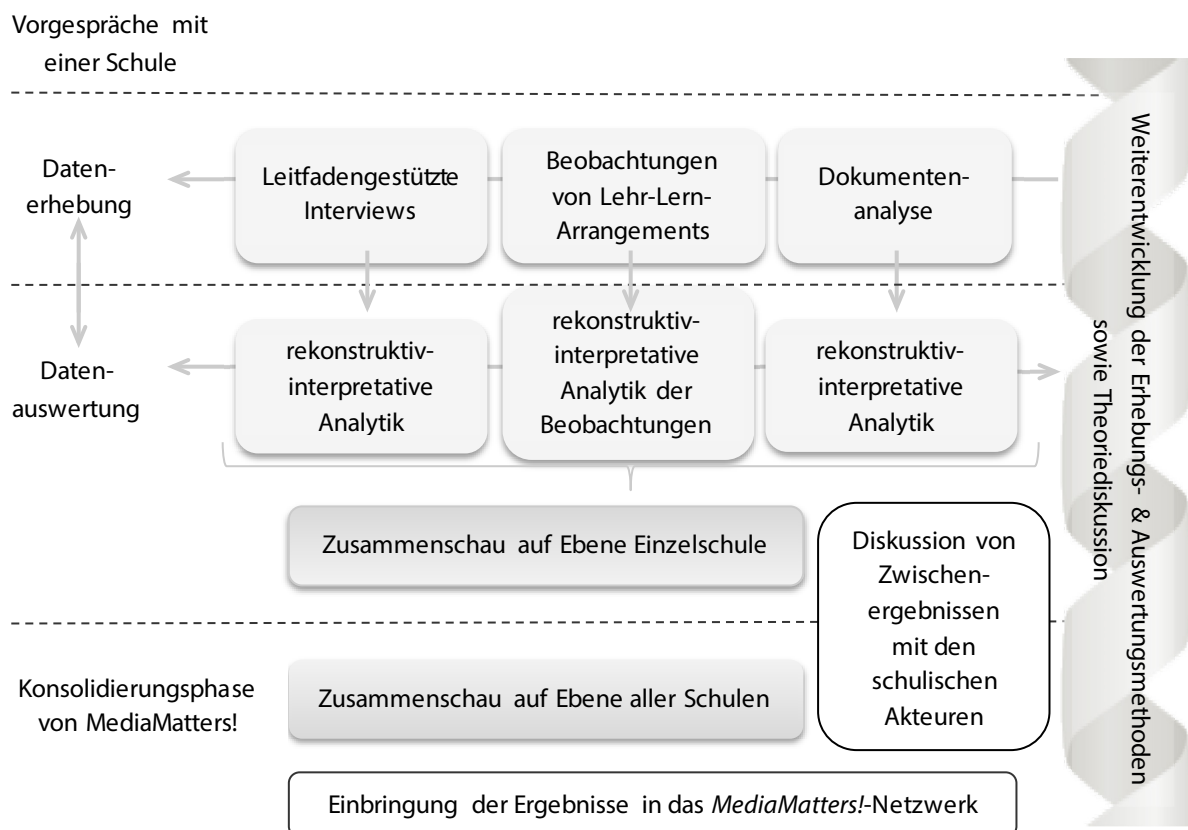 Vorgespräche mit
einer Schule
Daten-
erhebung
Leitfadengestützte
Interviews
Beobachtungen
von Lehr-Lern-
Arrangements
Dokumenten-
analyse
Daten-
auswertung
rekonstruktiv-
interpretative
Analytik
rekonstruktiv-
interpretative
Analytik der
Beobachtungen
rekonstruktiv-
interpretative
Analytik
Zusammenschau auf Ebene Einzelschule
Diskussion von
Zwischen-
ergebnissen
mit den
schulischen
Akteuren
Konsolidierungsphase
von MediaMatters!
Zusammenschau auf Ebene aller Schulen
Einbringung der Ergebnisse in das MediaMatters!-Netzwerk
Weiterentwicklung der Erhebungs- & Auswertungsmethoden
sowie Theoriediskussion